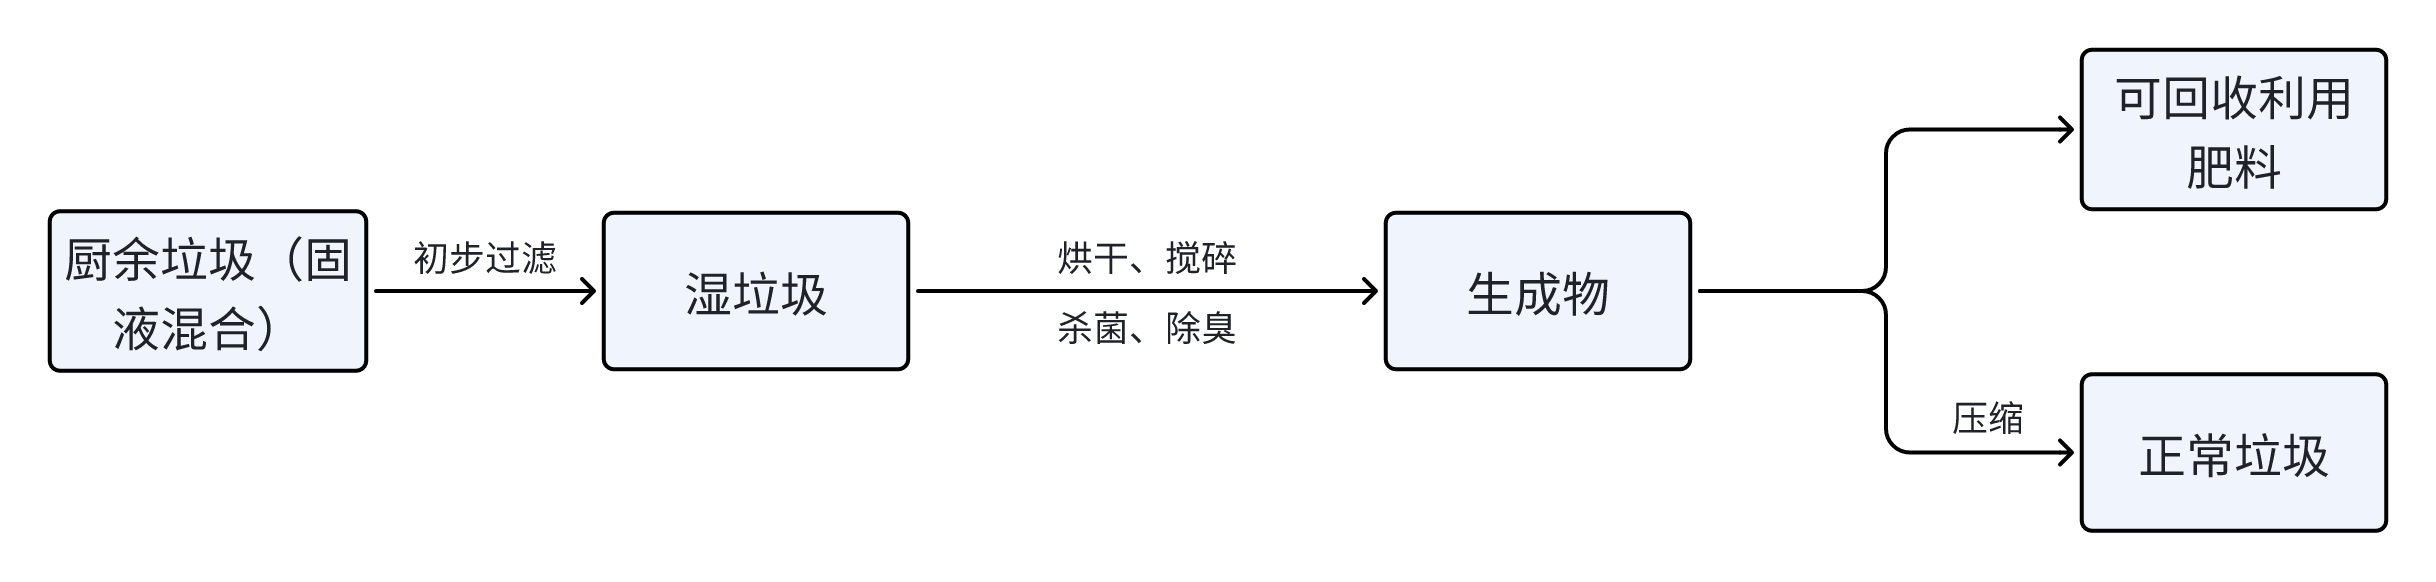 厨余垃圾（固
液混合）
初步过滤
湿垃圾
烘干、搅碎
杀菌、除臭
生成物
可回收利用
肥料
压缩
正常垃圾